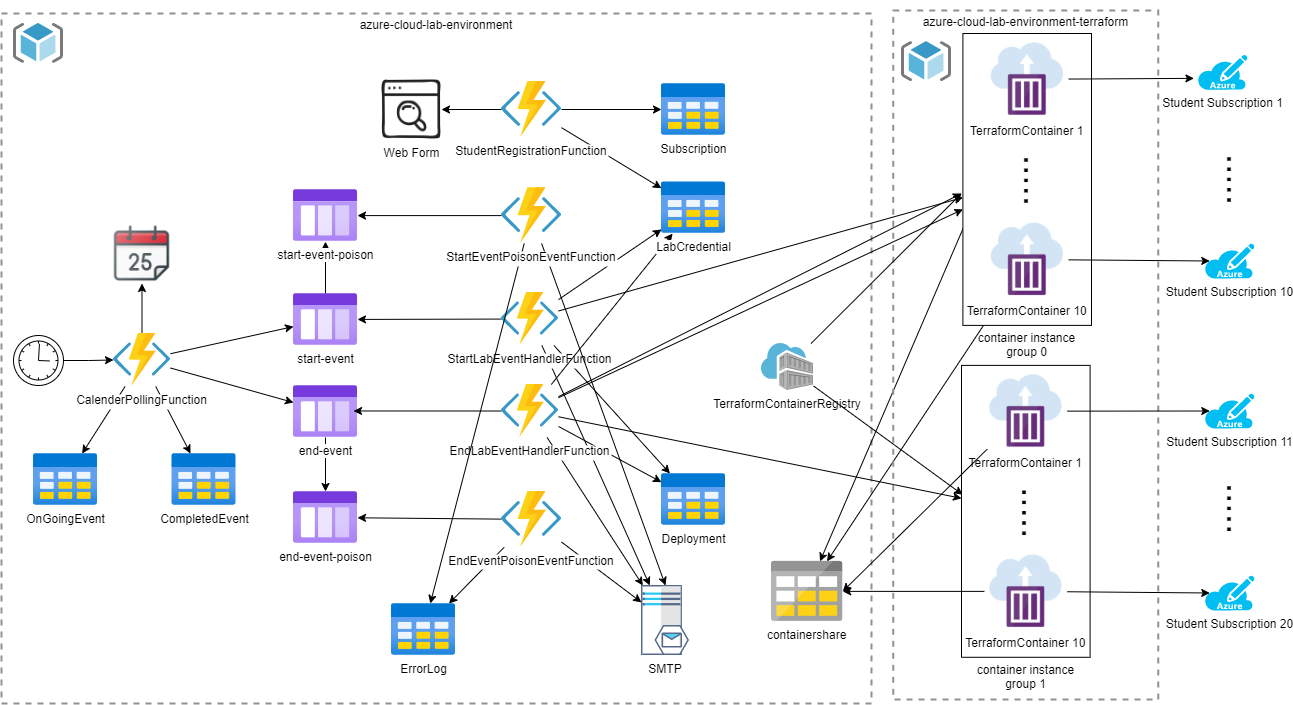 azure-cloud-lab-environment
azure-cloud-lab-environment-terraform
Web Form
StudentRegistrationFunction
Subscription
TerraformContainer 1
Azure
Student Subscription 1
25
start-event-poison
StartEventPoisonEventFunction
LabCredential
TerraformContainer 10
Azure
Student Subscription 10
start-event
StartLabEventHandlerFunction
container instance
group 0
CalenderPollingFunction
TerraformContainerRegistry
end-event
EndLabEventHandlerFunction
TerraformContainer 1
Azure
Student Subscription 11
OnGoingEvent
CompletedEvent
end-event-poison
EndEventPoisonEventFunction
Deployment
ErrorLog
SMTP
containershare
TerraformContainer 10
Azure
Student Subscription 20
container instance
group 1